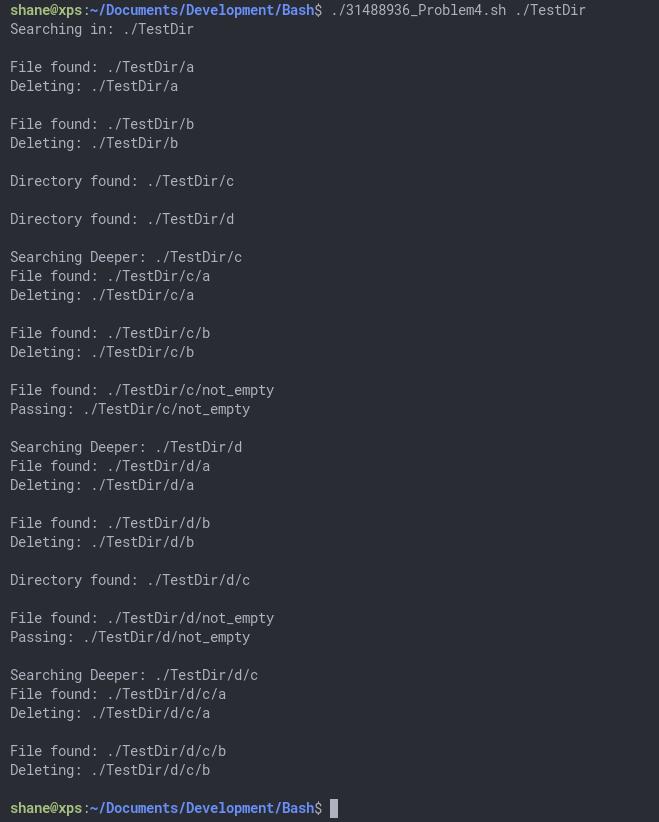 shane@xps:~/Documents/Development/Bash$ ./31488936_Problem4.sh ./TestDir
Searching in: ./TestDir
File found: ./TestDir/a
Deleting: ./TestDir/a
File found: ./TestDir/b
Deleting: ./TestDir/b
Directory found: ./TestDir/c
Directory found: ./TestDir/d
Searching Deeper: ./TestDir/c
File found: ./TestDir/c/a
Deleting: ./TestDir/c/a
File found: ./TestDir/c/b
Deleting: ./TestDir/c/b
File found: ./TestDir/c/not_empty
Passing: ./TestDir/c/not_empty
Searching Deeper: ./TestDir/d
File found: ./TestDir/d/a
Deleting: ./TestDir/d/a
File found: ./TestDir/d/b
Deleting: ./TestDir/d/b
Directory found: ./TestDir/d/c
File found: ./TestDir/d/not_empty
Passing: ./TestDir/d/not_empty
Searching Deeper: ./TestDir/d/c
File found: ./TestDir/d/c/a
Deleting: ./TestDir/d/c/a
File found: ./TestDir/d/c/b
Deleting: ./TestDir/d/c/b
shane@xps:~/Documents/Development/Bash$